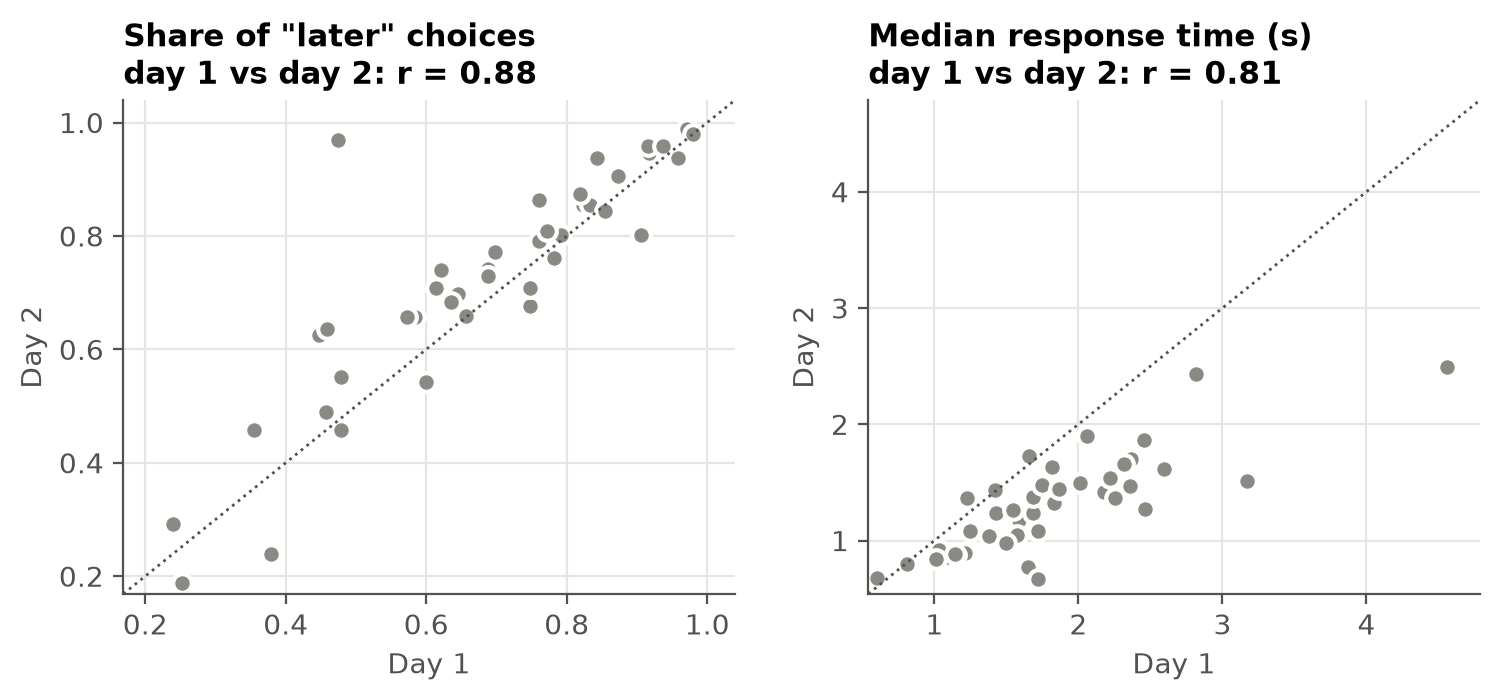 Share of "later" choices
day 1 vs day 2: r = 0.88
1.0
0.8
0.6
0.4
0.2
Day 2
0.2 0.4 0.6 0.8 1.0
Day 1
Median response time (s)
day 1 vs day 2: r = 0.81
4
3
2
1
Day 2
1 2 3 4
Day 1